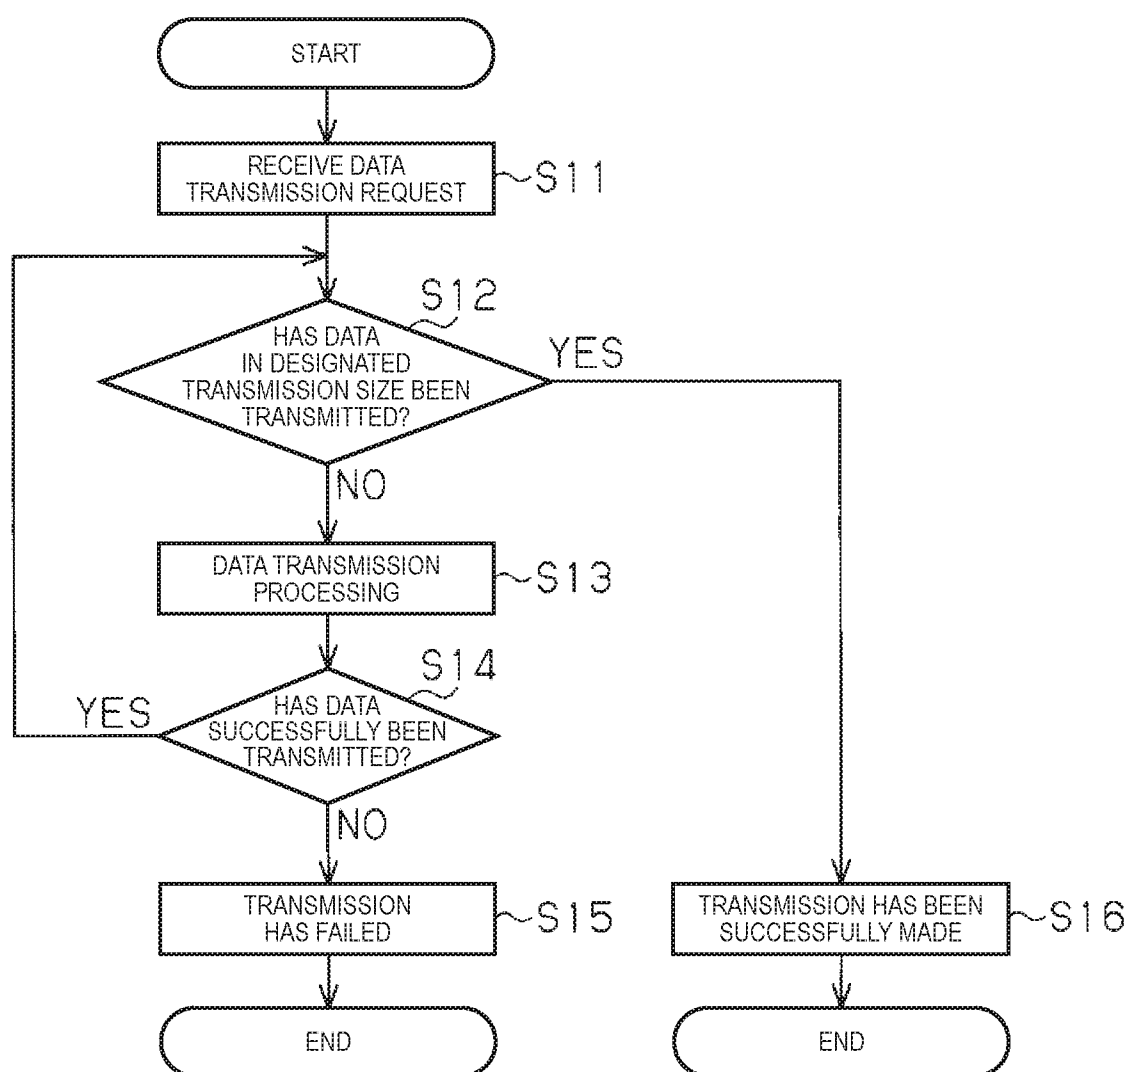 START
RECEIVE DATA
TRANSMISSION REQUEST
S11
S12
HAS DATA
IN DESIGNATED
TRANSMISSION SIZE BEEN
TRANSMITTED?
YES
NO
DATA TRANSMISSION
PROCESSING
S13
S14
HAS DATA
SUCCESSFULLY BEEN
TRANSMITTED?
YES
NO
TRANSMISSION
HAS FAILED
S15
TRANSMISSION HAS BEEN
SUCCESSFULLY MADE
S16
END
END